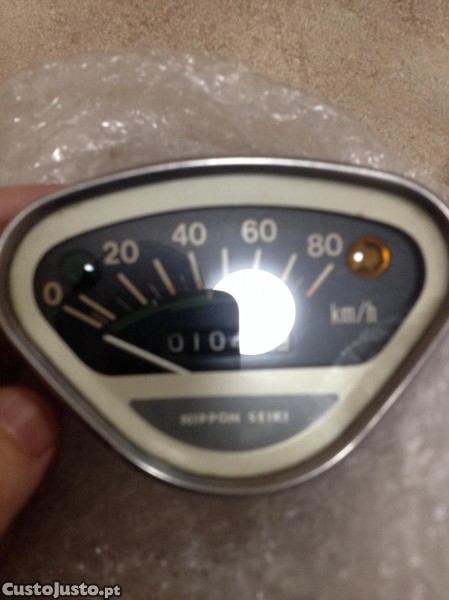 0 20 40 60 80
km/h
010
NIPPON SEIKI
CustoJusto.pt